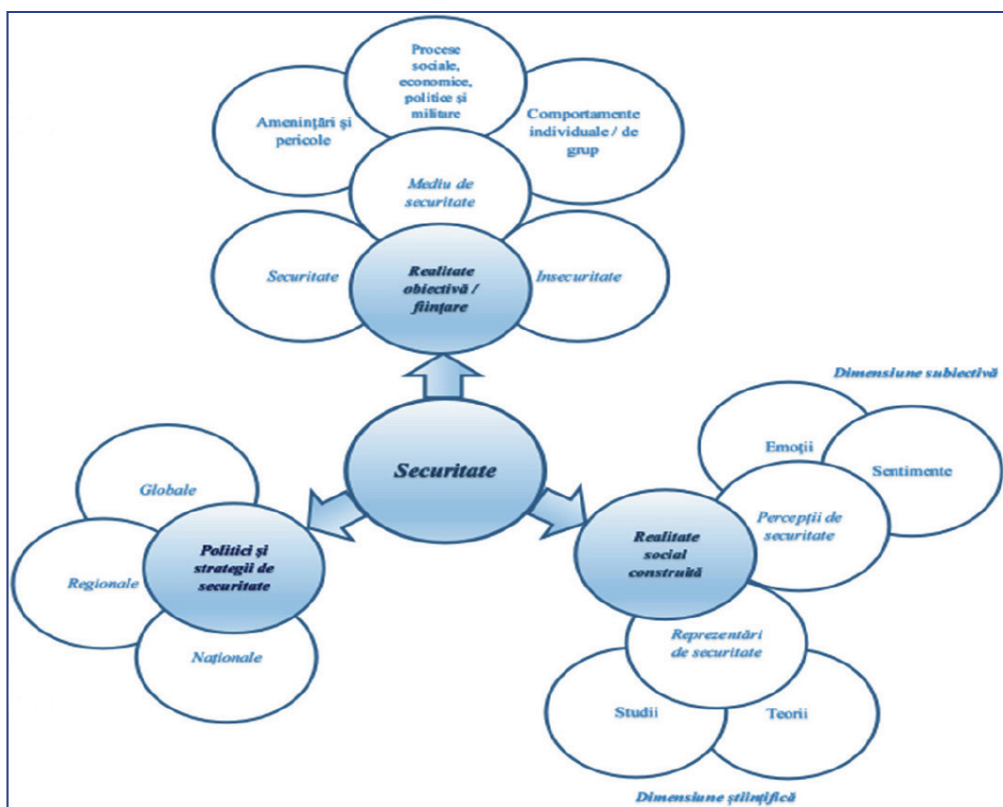 Procese
sociale,
economice,
politice și
militare
Amenințări și
pericole
Comportamente
individuale / de
grup
Mediu de
securitate
Securitate
Realitate
obiectivă /
ființare
Insecuritate
Dimensiune subiectivă
Emoții
Sentimente
Securitate
Globale
Percepții de
securitate
Politici și
strategii de
securitate
Realitate
social
construită
Regionale
Naționale
Reprezentări
de securitate
Studii
Teorii
Dimensiune științifică